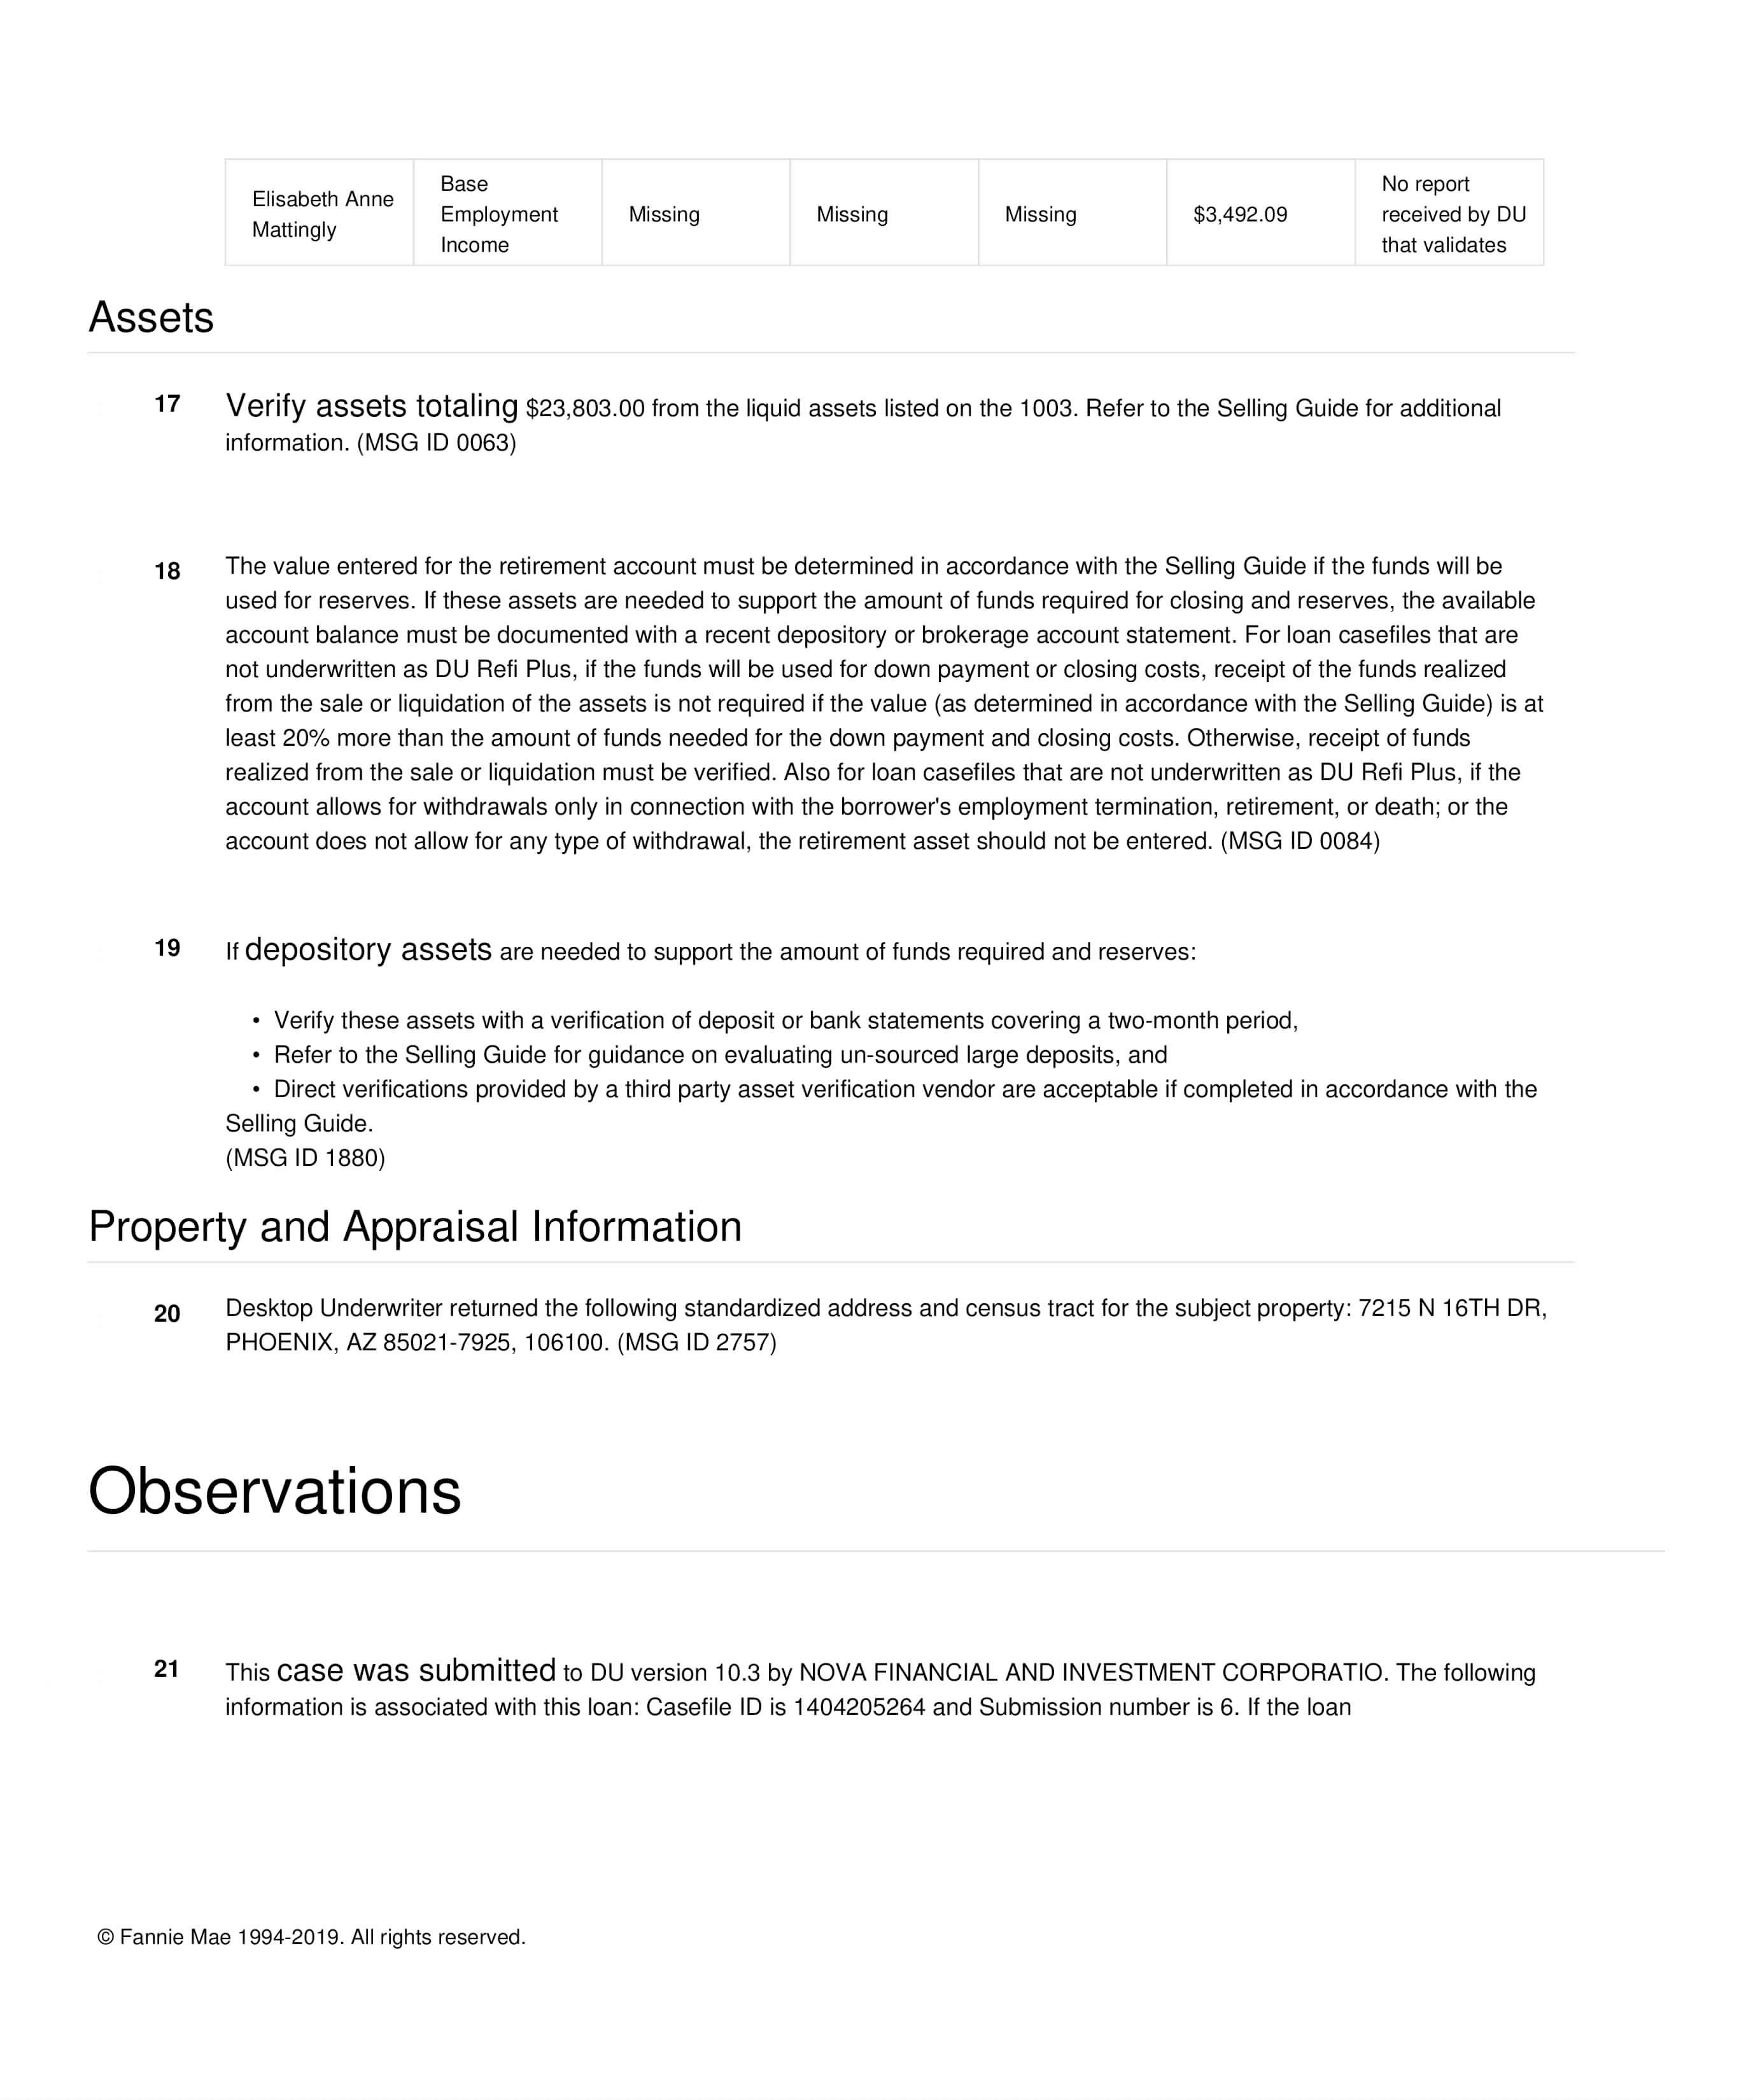 Elisabeth Anne
Mattingly
Base
Employment
Income
Missing
Missing
Missing
$3,492.09
No report
received by DU
that validates
Assets
17 Verify assets totaling $23,803.00 from the liquid assets listed on the 1003. Refer to the Selling Guide for additional
information. (MSG ID 0063)
18 The value entered for the retirement account must be determined in accordance with the Selling Guide if the funds will be
used for reserves. If these assets are needed to support the amount of funds required for closing and reserves, the available
account balance must be documented with a recent depository or brokerage account statement. For loan casefiles that are
not underwritten as DU Refi Plus, if the funds will be used for down payment or closing costs, receipt of the funds realized
from the sale or liquidation of the assets is not required if the value (as determined in accordance with the Selling Guide) is at
least 20% more than the amount of funds needed for the down payment and closing costs. Otherwise, receipt of funds
realized from the sale or liquidation must be verified. Also for loan casefiles that are not underwritten as DU Refi Plus, if the
account allows for withdrawals only in connection with the borrower's employment termination, retirement, or death; or the
account does not allow for any type of withdrawal, the retirement asset should not be entered. (MSG ID 0084)
19 If depository assets are needed to support the amount of funds required and reserves:
• Verify these assets with a verification of deposit or bank statements covering a two-month period,
• Refer to the Selling Guide for guidance on evaluating un-sourced large deposits, and
• Direct verifications provided by a third party asset verification vendor are acceptable if completed in accordance with the
Selling Guide.
(MSG ID 1880)
Property and Appraisal Information
20 Desktop Underwriter returned the following standardized address and census tract for the subject property: 7215 N 16TH DR,
PHOENIX, AZ 85021-7925, 106100. (MSG ID 2757)
Observations
21 This case was submitted to DU version 10.3 by NOVA FINANCIAL AND INVESTMENT CORPORATIO. The following
information is associated with this loan: Casefile ID is 1404205264 and Submission number is 6. If the loan
© Fannie Mae 1994-2019. All rights reserved.